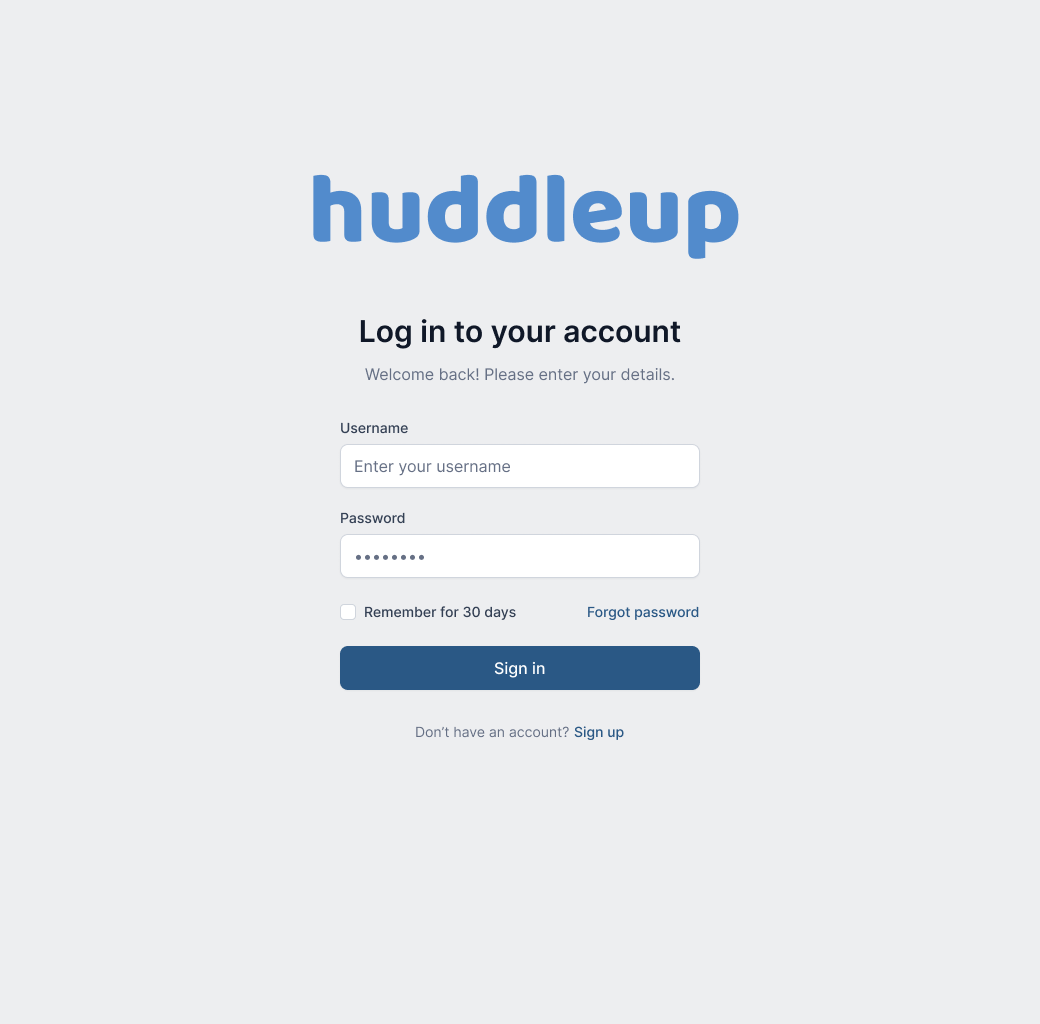 huddleup
Log in to your account
Welcome back! Please enter your details.
Username
Enter your username
Password
••••••••
Remember for 30 days
Forgot password
Sign in
Don’t have an account? Sign up